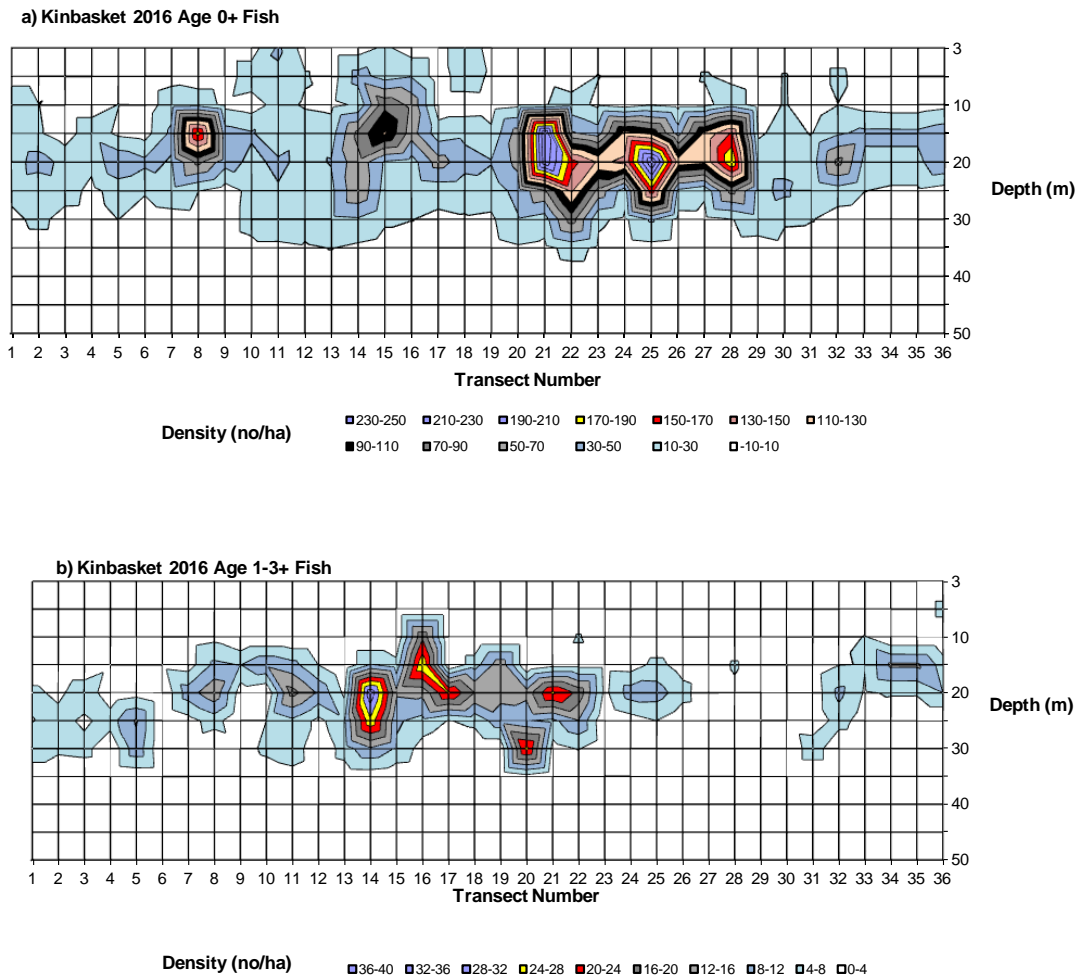 a) Kinbasket 2016 Age 0+ Fish
3
10
20
30
40
50
Depth (m)
1 2 3 4 5 6 7 8 9 10 11 12 13 14 15 16 17 18 19 20 21 22 23 24 25 26 27 28 29 30 31 32 33 34 35 36
Transect Number
Density (no/ha)
230-250 210-230 190-210 170-190 150-170 130-150 110-130
90-110 70-90 50-70 30-50 10-30 -10-10
b) Kinbasket 2016 Age 1-3+ Fish
3
10
20
30
40
50
Depth (m)
1 2 3 4 5 6 7 8 9 10 11 12 13 14 15 16 17 18 19 20 21 22 23 24 25 26 27 28 29 30 31 32 33 34 35 36
Transect Number
Density (no/ha)
36-40 32-36 28-32 24-28 20-24 16-20 12-16 8-12 4-8 0-4